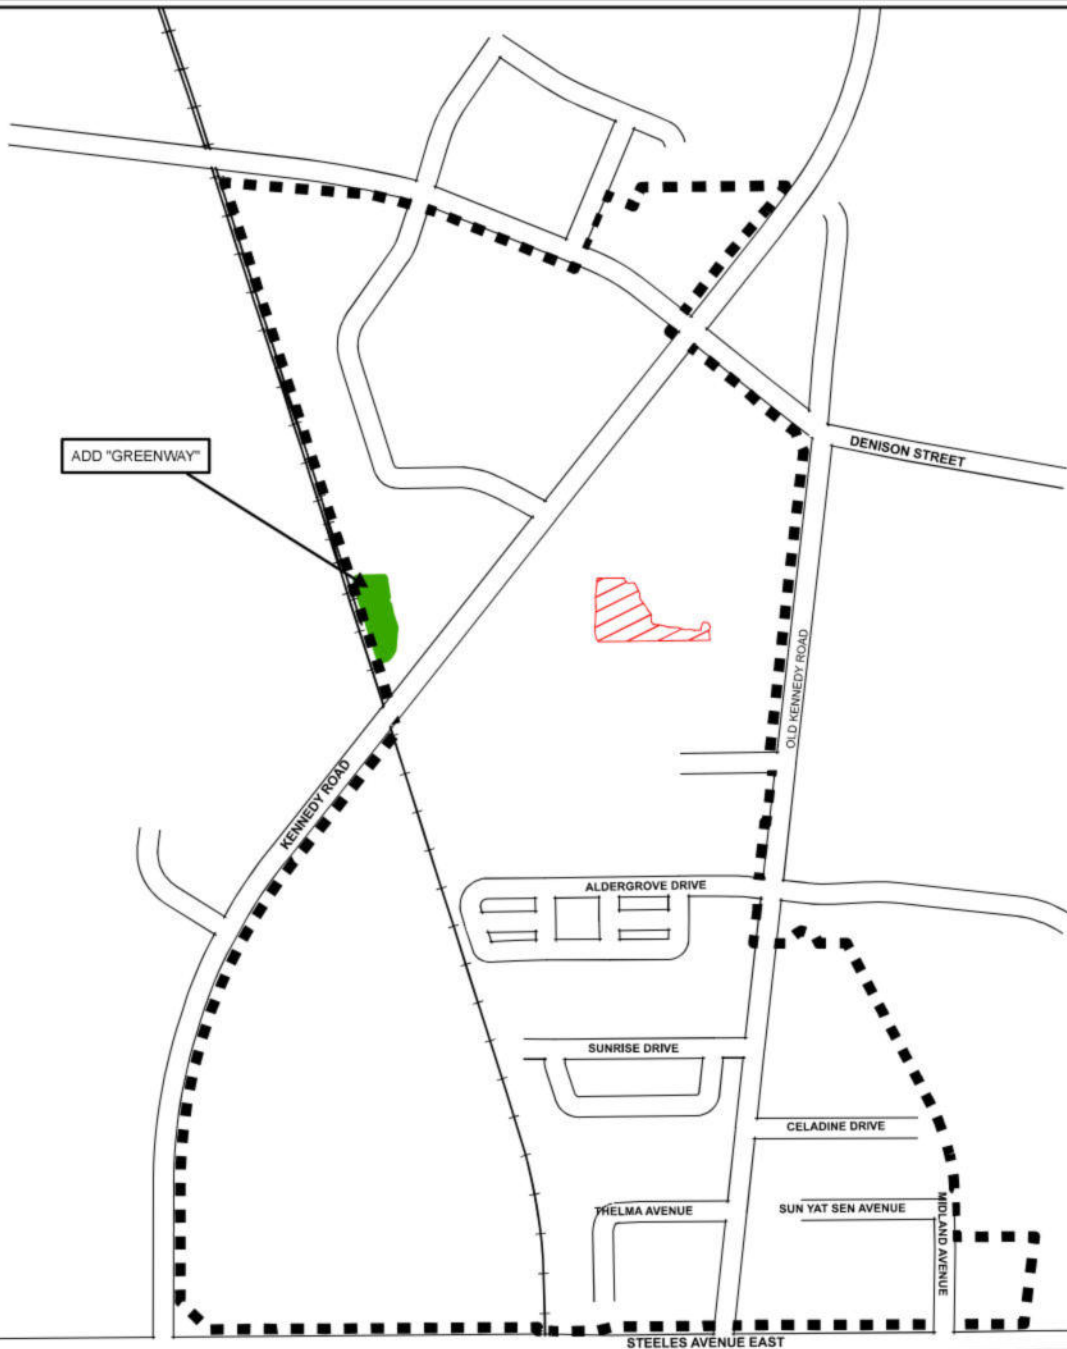 DENISON STREET
ADD "GREENWAY"
OLD KENNEDY ROAD
KENNEDY ROAD
ALDERGROVE DRIVE
SUNRISE DRIVE
CELADINE DRIVE
THELMA AVENUE
SUN YAT SEN AVENUE
MIDLAND AVENUE
STEELES AVENUE EAST